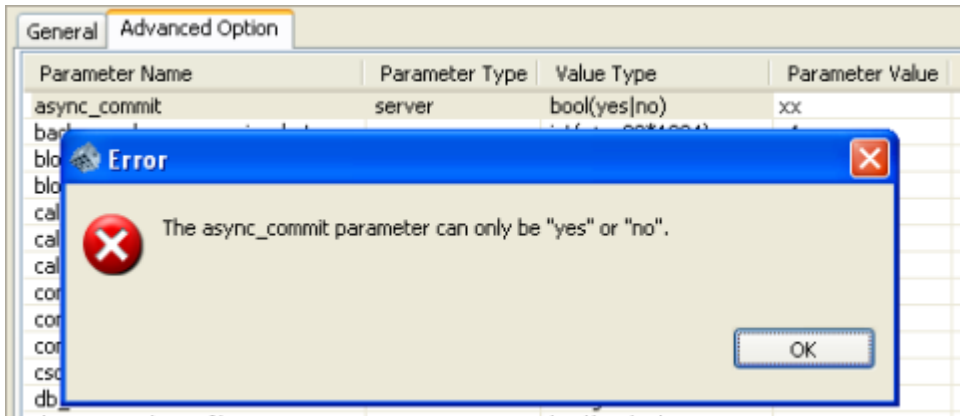 General Advanced Option
Parameter Name Parameter Type Value Type Parameter Value
async_commit server bool(yes|no) xx
Error
The async_commit parameter can only be "yes" or "no".
OK